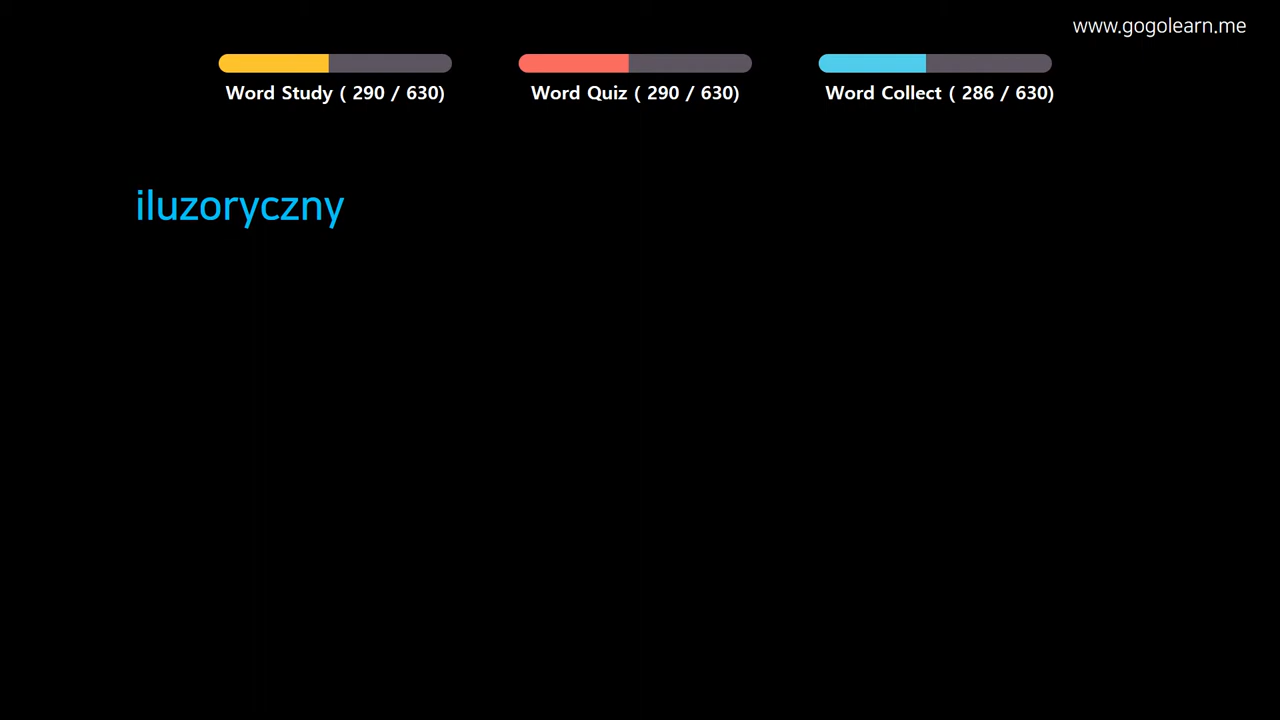 www.gogolearn.me
Word Study ( 290 / 630)
Word Quiz ( 290 / 630)
Word Collect ( 286 / 630)
iluzoryczny